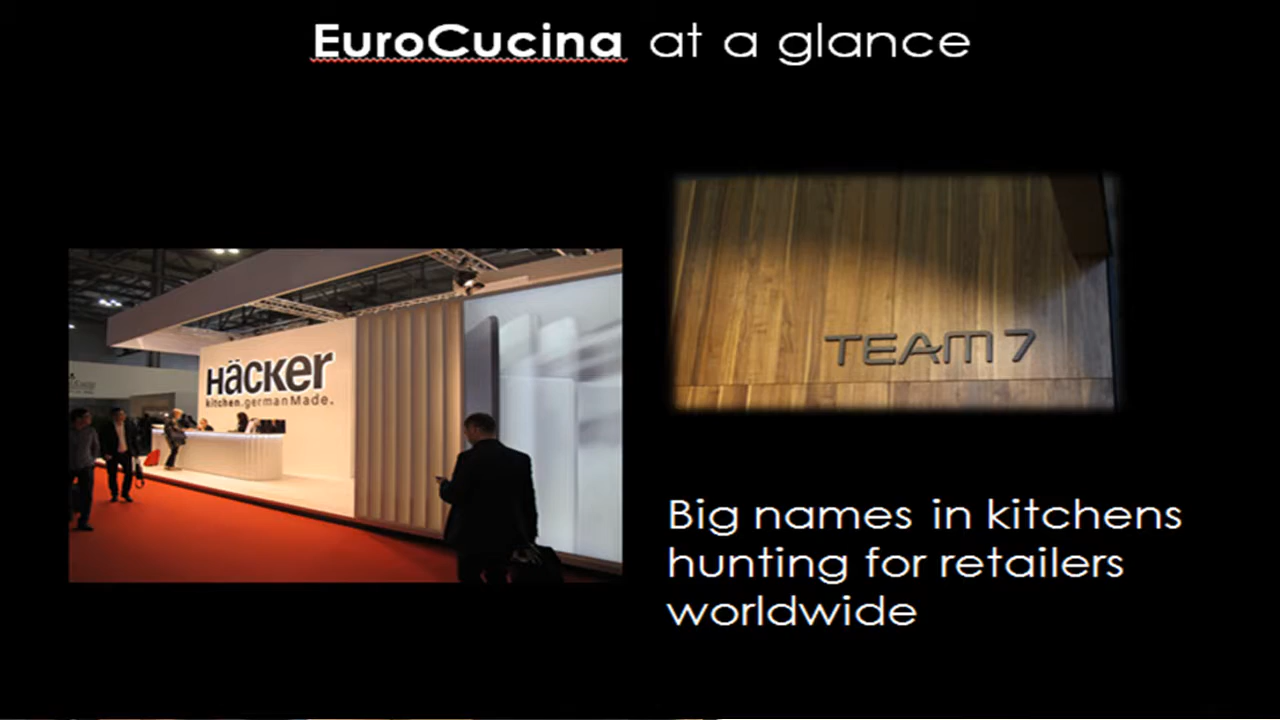 EuroCucina at a glance
HäCKER
kitchen.germanMade.
TEAM 7
Big names in kitchens
hunting for retailers
worldwide